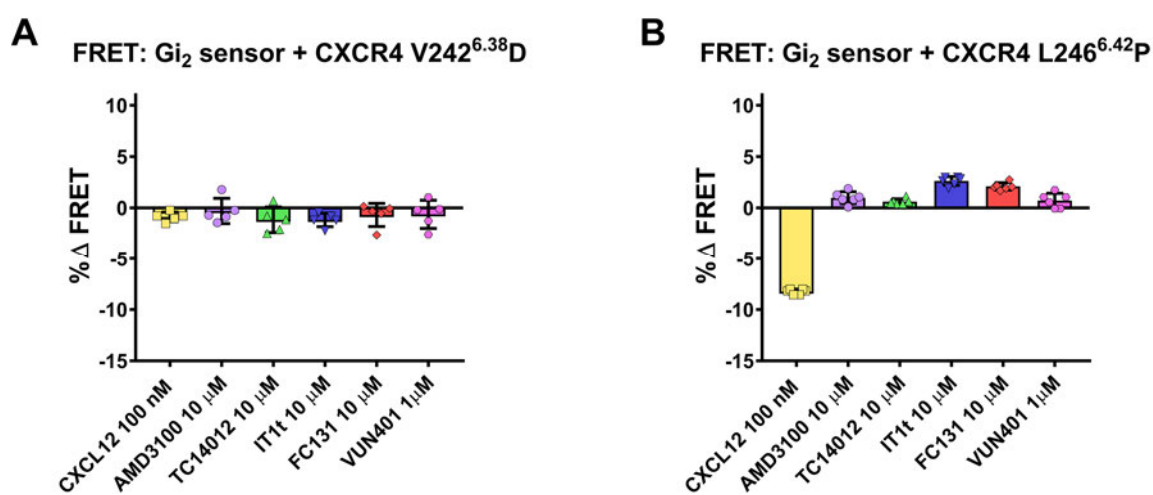 A
FRET: Gi₂ sensor + CXCR4 V242⁶·³⁸D
% Δ FRET
10
5
0
-5
-10
-15
CXCL12 100 nM
AMD3100 10 μM
TC14012 10 μM
IT1t 10 μM
FC131 10 μM
VUN401 1μM
B
FRET: Gi₂ sensor + CXCR4 L246⁶·⁴²P
% Δ FRET
10
5
0
-5
-10
-15
CXCL12 100 nM
AMD3100 10 μM
TC14012 10 μM
IT1t 10 μM
FC131 10 μM
VUN401 1μM